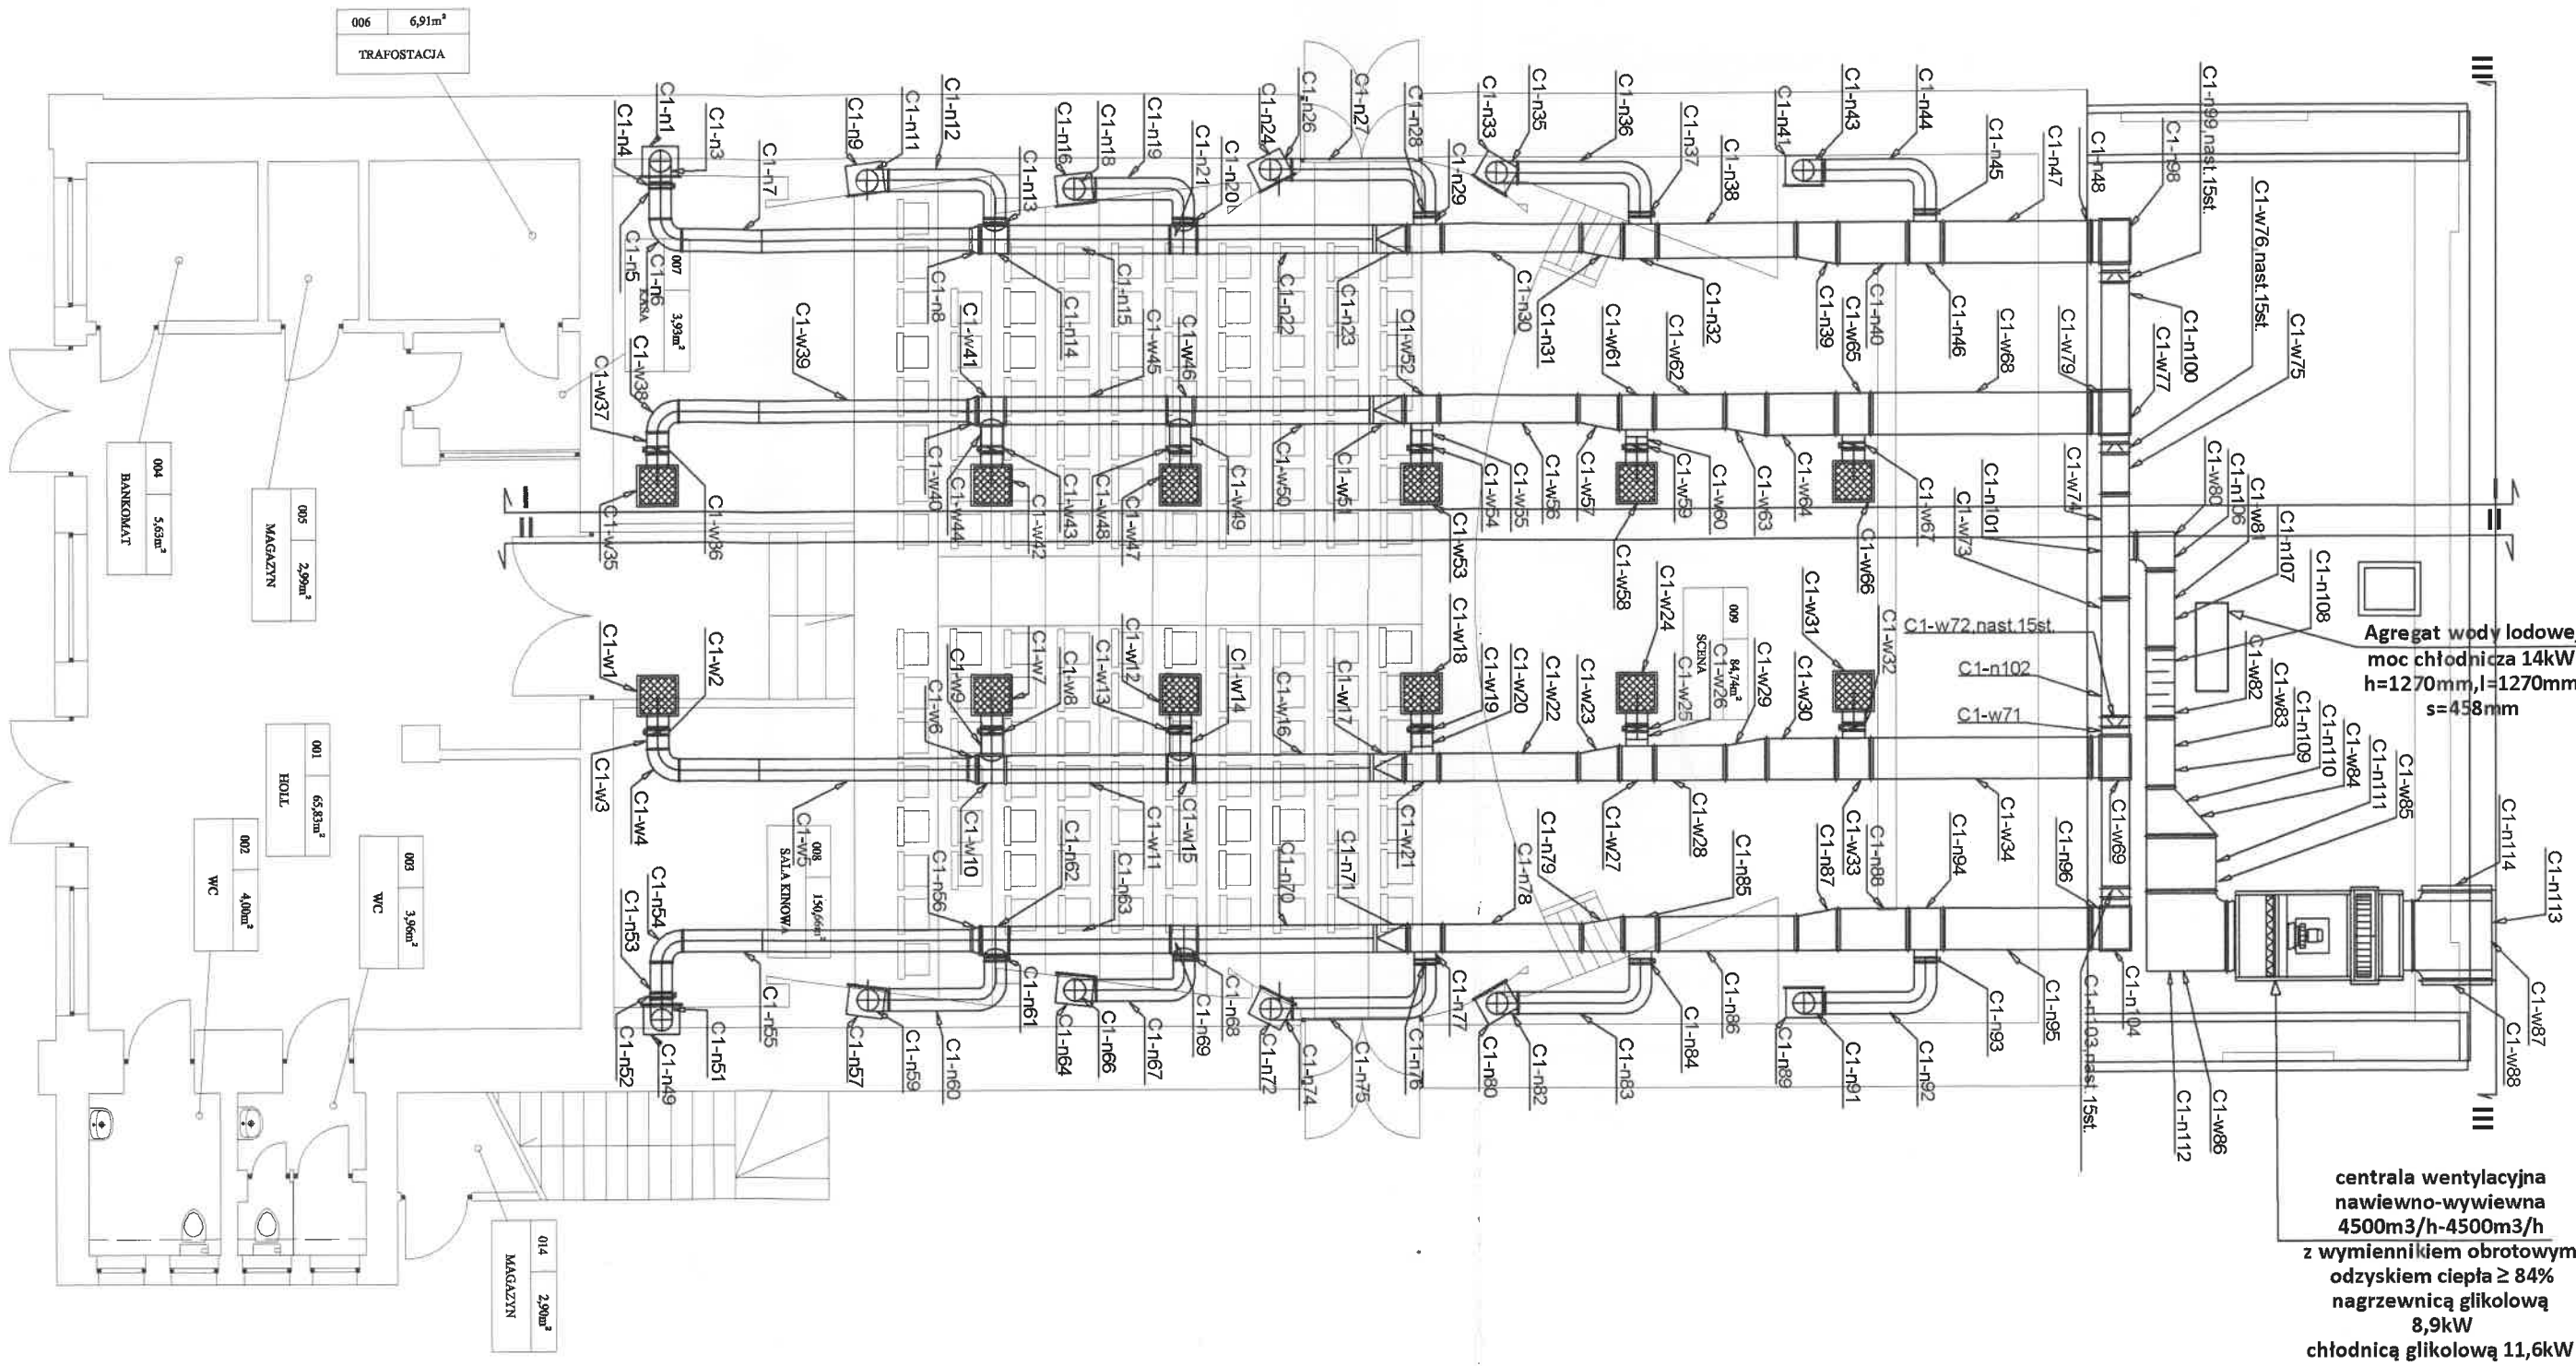 006 6,91m²
TRAFOSTACJA
C1-n1
C1-n3
C1-n4
C1-n5
C1-n6
C1-n7
C1-n9
C1-n11
C1-n12
C1-n13
C1-n8
C1-n14
C1-n15
C1-n16
C1-n18
C1-n19
C1-n21
C1-n20
C1-n22
C1-n23
C1-n24
C1-n26
C1-n27
C1-n28
C1-n29
C1-n30
C1-n31
C1-n32
C1-n33
C1-n35
C1-n36
C1-n37
C1-n38
C1-n39
C1-n40
C1-n41
C1-n43
C1-n44
C1-n45
C1-n46
C1-n47
C1-n48
C1-n98
C1-n99,nast.15st.
C1-n100
III
007 3,93m²
KASA
C1-w35
C1-w36
C1-w37
C1-w38
C1-w39
C1-w40
C1-w41
C1-w42
C1-w43
C1-w44
C1-w45
C1-w46
C1-w47
C1-w48
C1-w49
C1-w50
C1-w51
C1-w52
C1-w53
C1-w54
C1-w55
C1-w56
C1-w57
C1-w58
C1-w59
C1-w60
C1-w61
C1-w62
C1-w63
C1-w64
C1-w65
C1-w66
C1-w67
C1-w68
C1-w79
C1-w77
C1-w76,nast.15st.
C1-w75
C1-w74
C1-n101
C1-w73
C1-w80
C1-n106
C1-w81
C1-n107
C1-n108
I
II
II
004 5,63m²
BANKOMAT
005 2,99m²
MAGAZYN
001 65,83m²
HOLL
002 4,00m²
WC
003 3,96m²
WC
009 84,74m²
SCENA
008 150,66m²
SALA KINOWA
014 2,90m²
MAGAZYN
C1-w1
C1-w2
C1-w3
C1-w4
C1-w5
C1-w6
C1-w7
C1-w8
C1-w9
C1-w10
C1-w11
C1-w12
C1-w13
C1-w14
C1-w15
C1-w16
C1-w17
C1-w18
C1-w19
C1-w20
C1-w21
C1-w22
C1-w23
C1-w24
C1-w25
C1-w26
C1-w27
C1-w28
C1-w29
C1-w30
C1-w31
C1-w32
C1-w33
C1-w34
C1-w72,nast.15st.
C1-n102
C1-w71
C1-w69
Agregat wody lodowej
moc chłodnicza 14kW
h=1270mm,l=1270mm
s=458mm
C1-w82
C1-w83
C1-n109
C1-n110
C1-w84
C1-n111
C1-w85
C1-n114
C1-n113
C1-w87
C1-w88
C1-w86
C1-n112
C1-n49
C1-n51
C1-n52
C1-n53
C1-n54
C1-n55
C1-n56
C1-n57
C1-n59
C1-n60
C1-n61
C1-n62
C1-n63
C1-n64
C1-n66
C1-n67
C1-n68
C1-n69
C1-n70
C1-n71
C1-n72
C1-n74
C1-n75
C1-n76
C1-n77
C1-n78
C1-n79
C1-n80
C1-n82
C1-n83
C1-n84
C1-n85
C1-n86
C1-n87
C1-n88
C1-n89
C1-n91
C1-n92
C1-n93
C1-n94
C1-n95
C1-n96
C1-n103,nast.15st.
C1-n104
III
centrala wentylacyjna
nawiewno-wywiewna
4500m3/h-4500m3/h
z wymiennikiem obrotowym
odzyskiem ciepła ≥ 84%
nagrzewnicą glikolową
8,9kW
chłodnicą glikolową 11,6kW